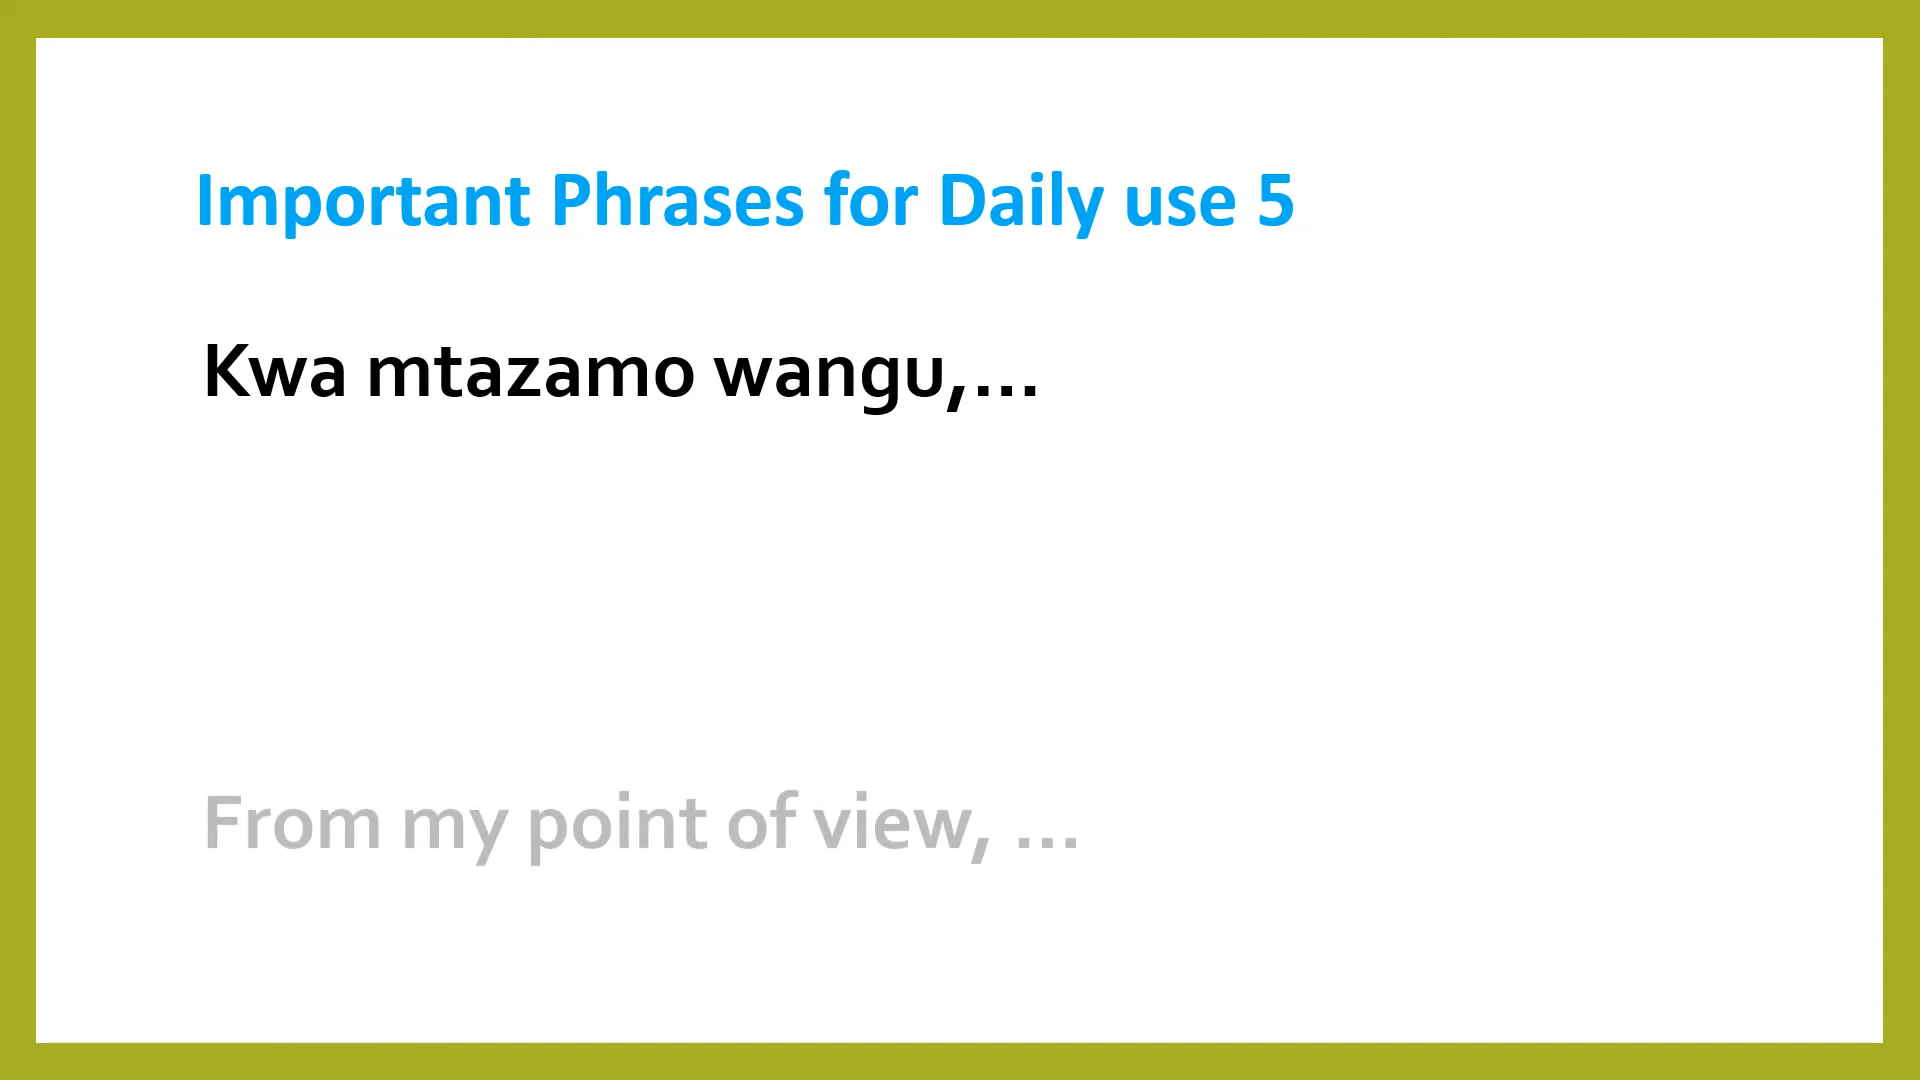 Important Phrases for Daily use 5
Kwa mtazamo wangu,...
From my point of view, ...